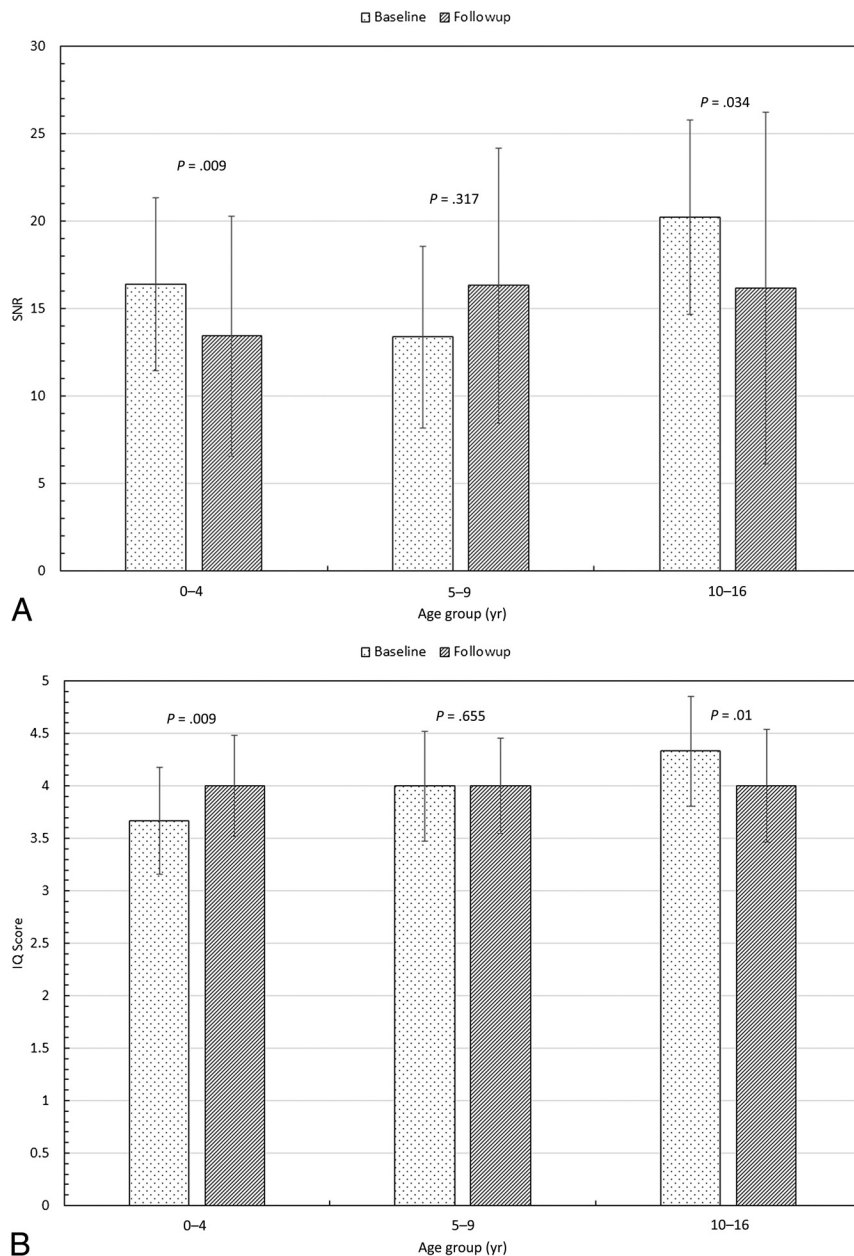 Baseline Followup
30
25
20
15
10
5
0
SNR
P = .009
P = .317
P = .034
0–4 5–9 10–16
Age group (yr)
A
Baseline Followup
5
4.5
4
3.5
3
2.5
2
1.5
1
0.5
0
IQ Score
P = .009
P = .655
P = .01
0–4 5–9 10–16
Age group (yr)
B